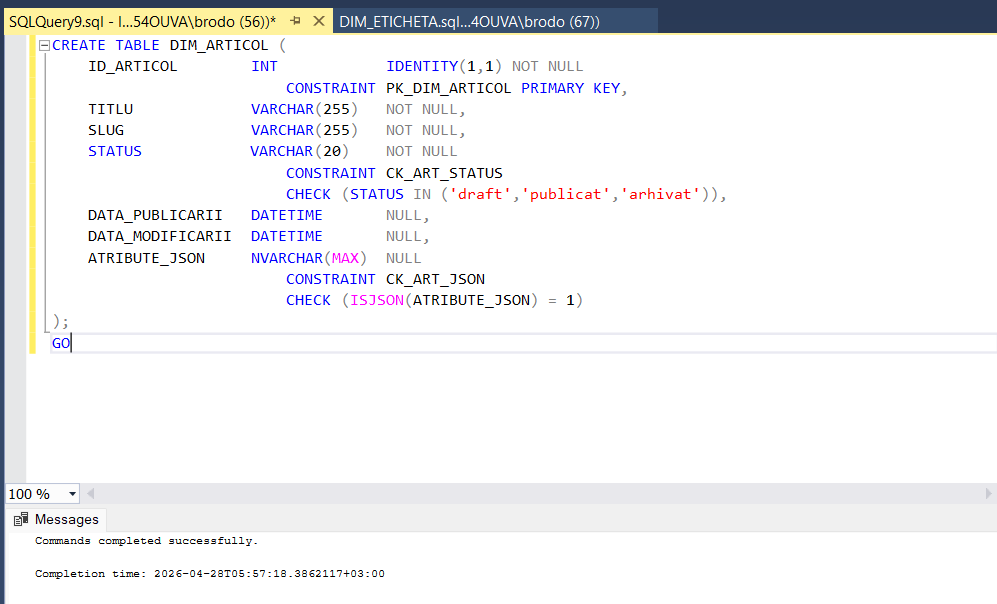 SQLQuery9.sql - l...54OUVA\brodo (56))* DIM_ETICHETA.sql...4OUVA\brodo (67))
CREATE TABLE DIM_ARTICOL (
ID_ARTICOL INT IDENTITY(1,1) NOT NULL
CONSTRAINT PK_DIM_ARTICOL PRIMARY KEY,
TITLU VARCHAR(255) NOT NULL,
SLUG VARCHAR(255) NOT NULL,
STATUS VARCHAR(20) NOT NULL
CONSTRAINT CK_ART_STATUS
CHECK (STATUS IN ('draft','publicat','arhivat')),
DATA_PUBLICARII DATETIME NULL,
DATA_MODIFICARII DATETIME NULL,
ATRIBUTE_JSON NVARCHAR(MAX) NULL
CONSTRAINT CK_ART_JSON
CHECK (ISJSON(ATRIBUTE_JSON) = 1)
);
GO
100 %
Messages
Commands completed successfully.
Completion time: 2026-04-28T05:57:18.3862117+03:00